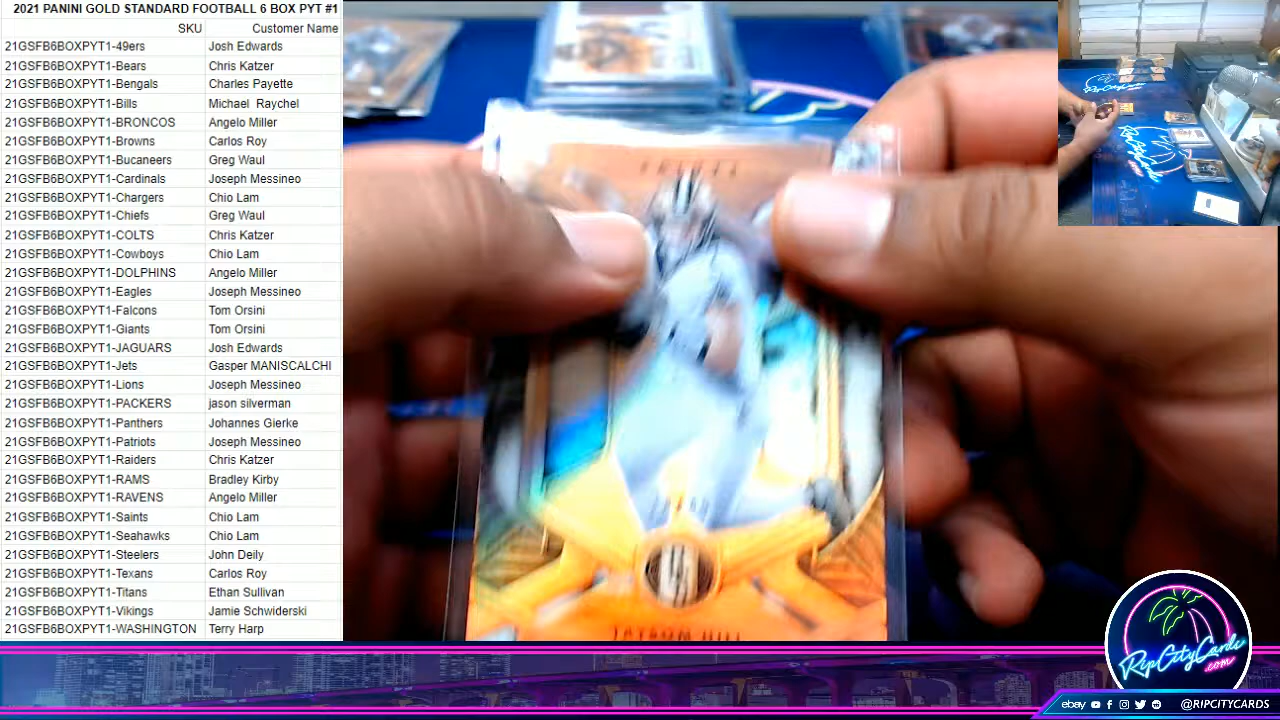 2021 PANINI GOLD STANDARD FOOTBALL 6 BOX PYT #1
SKU Customer Name
21GSFB6BOXPYT1-49ers Josh Edwards
21GSFB6BOXPYT1-Bears Chris Katzer
21GSFB6BOXPYT1-Bengals Charles Payette
21GSFB6BOXPYT1-Bills Michael Raychel
21GSFB6BOXPYT1-BRONCOS Angelo Miller
21GSFB6BOXPYT1-Browns Carlos Roy
21GSFB6BOXPYT1-Bucaneers Greg Waul
21GSFB6BOXPYT1-Cardinals Joseph Messineo
21GSFB6BOXPYT1-Chargers Chio Lam
21GSFB6BOXPYT1-Chiefs Greg Waul
21GSFB6BOXPYT1-COLTS Chris Katzer
21GSFB6BOXPYT1-Cowboys Chio Lam
21GSFB6BOXPYT1-DOLPHINS Angelo Miller
21GSFB6BOXPYT1-Eagles Joseph Messineo
21GSFB6BOXPYT1-Falcons Tom Orsini
21GSFB6BOXPYT1-Giants Tom Orsini
21GSFB6BOXPYT1-JAGUARS Josh Edwards
21GSFB6BOXPYT1-Jets Gasper MANISCALCHI
21GSFB6BOXPYT1-Lions Joseph Messineo
21GSFB6BOXPYT1-PACKERS jason silverman
21GSFB6BOXPYT1-Panthers Johannes Gierke
21GSFB6BOXPYT1-Patriots Joseph Messineo
21GSFB6BOXPYT1-Raiders Chris Katzer
21GSFB6BOXPYT1-RAMS Bradley Kirby
21GSFB6BOXPYT1-RAVENS Angelo Miller
21GSFB6BOXPYT1-Saints Chio Lam
21GSFB6BOXPYT1-Seahawks Chio Lam
21GSFB6BOXPYT1-Steelers John Deily
21GSFB6BOXPYT1-Texans Carlos Roy
21GSFB6BOXPYT1-Titans Ethan Sullivan
21GSFB6BOXPYT1-Vikings Jamie Schwiderski
21GSFB6BOXPYT1-WASHINGTON Terry Harp
TAYSOM HILL
RipCityCards
.com
ebay @RIPCITYCARDS